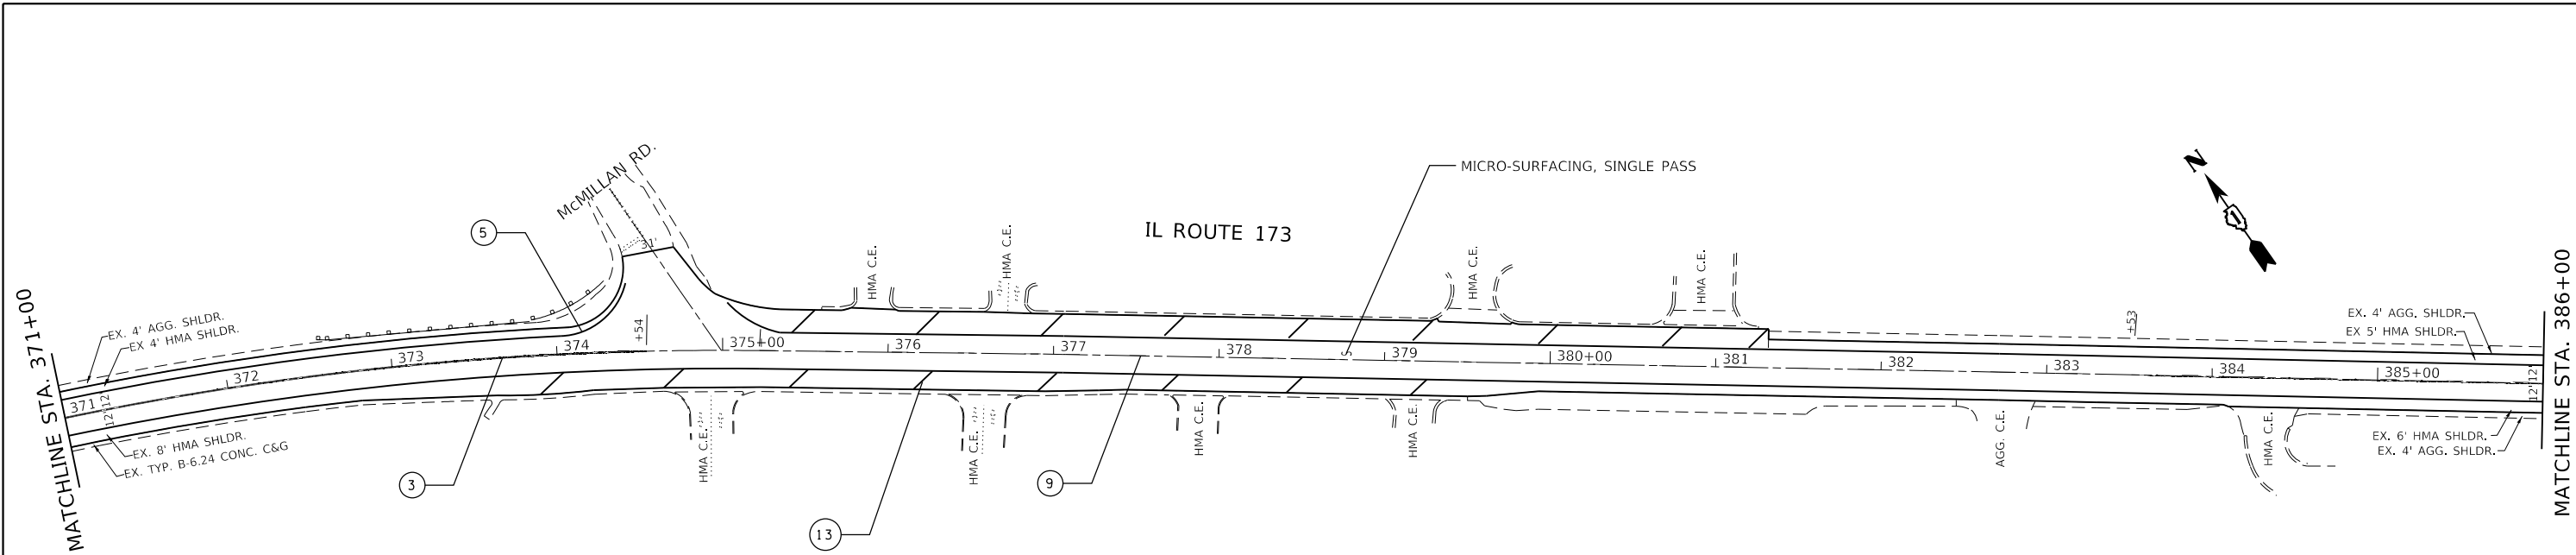 MATCHLINE STA. 371+00
EX. 4' AGG. SHLDR.
EX 4' HMA SHLDR.
371
12'
12'
EX. 8' HMA SHLDR.
EX. TYP. B-6.24 CONC. C&G
372
373
374
+54
375+00
376
377
378
379
380+00
381
382
383
384
385+00
3
5
McMILLAN RD.
31'
13
9
IL ROUTE 173
MICRO-SURFACING, SINGLE PASS
HMA C.E.
HMA C.E.
HMA C.E.
HMA C.E.
HMA C.E.
HMA C.E.
HMA C.E.
HMA C.E.
AGG. C.E.
HMA C.E.
+53
N
EX. 4' AGG. SHLDR.
EX 5' HMA SHLDR.
12'
12'
EX. 6' HMA SHLDR.
EX. 4' AGG. SHLDR.
MATCHLINE STA. 386+00